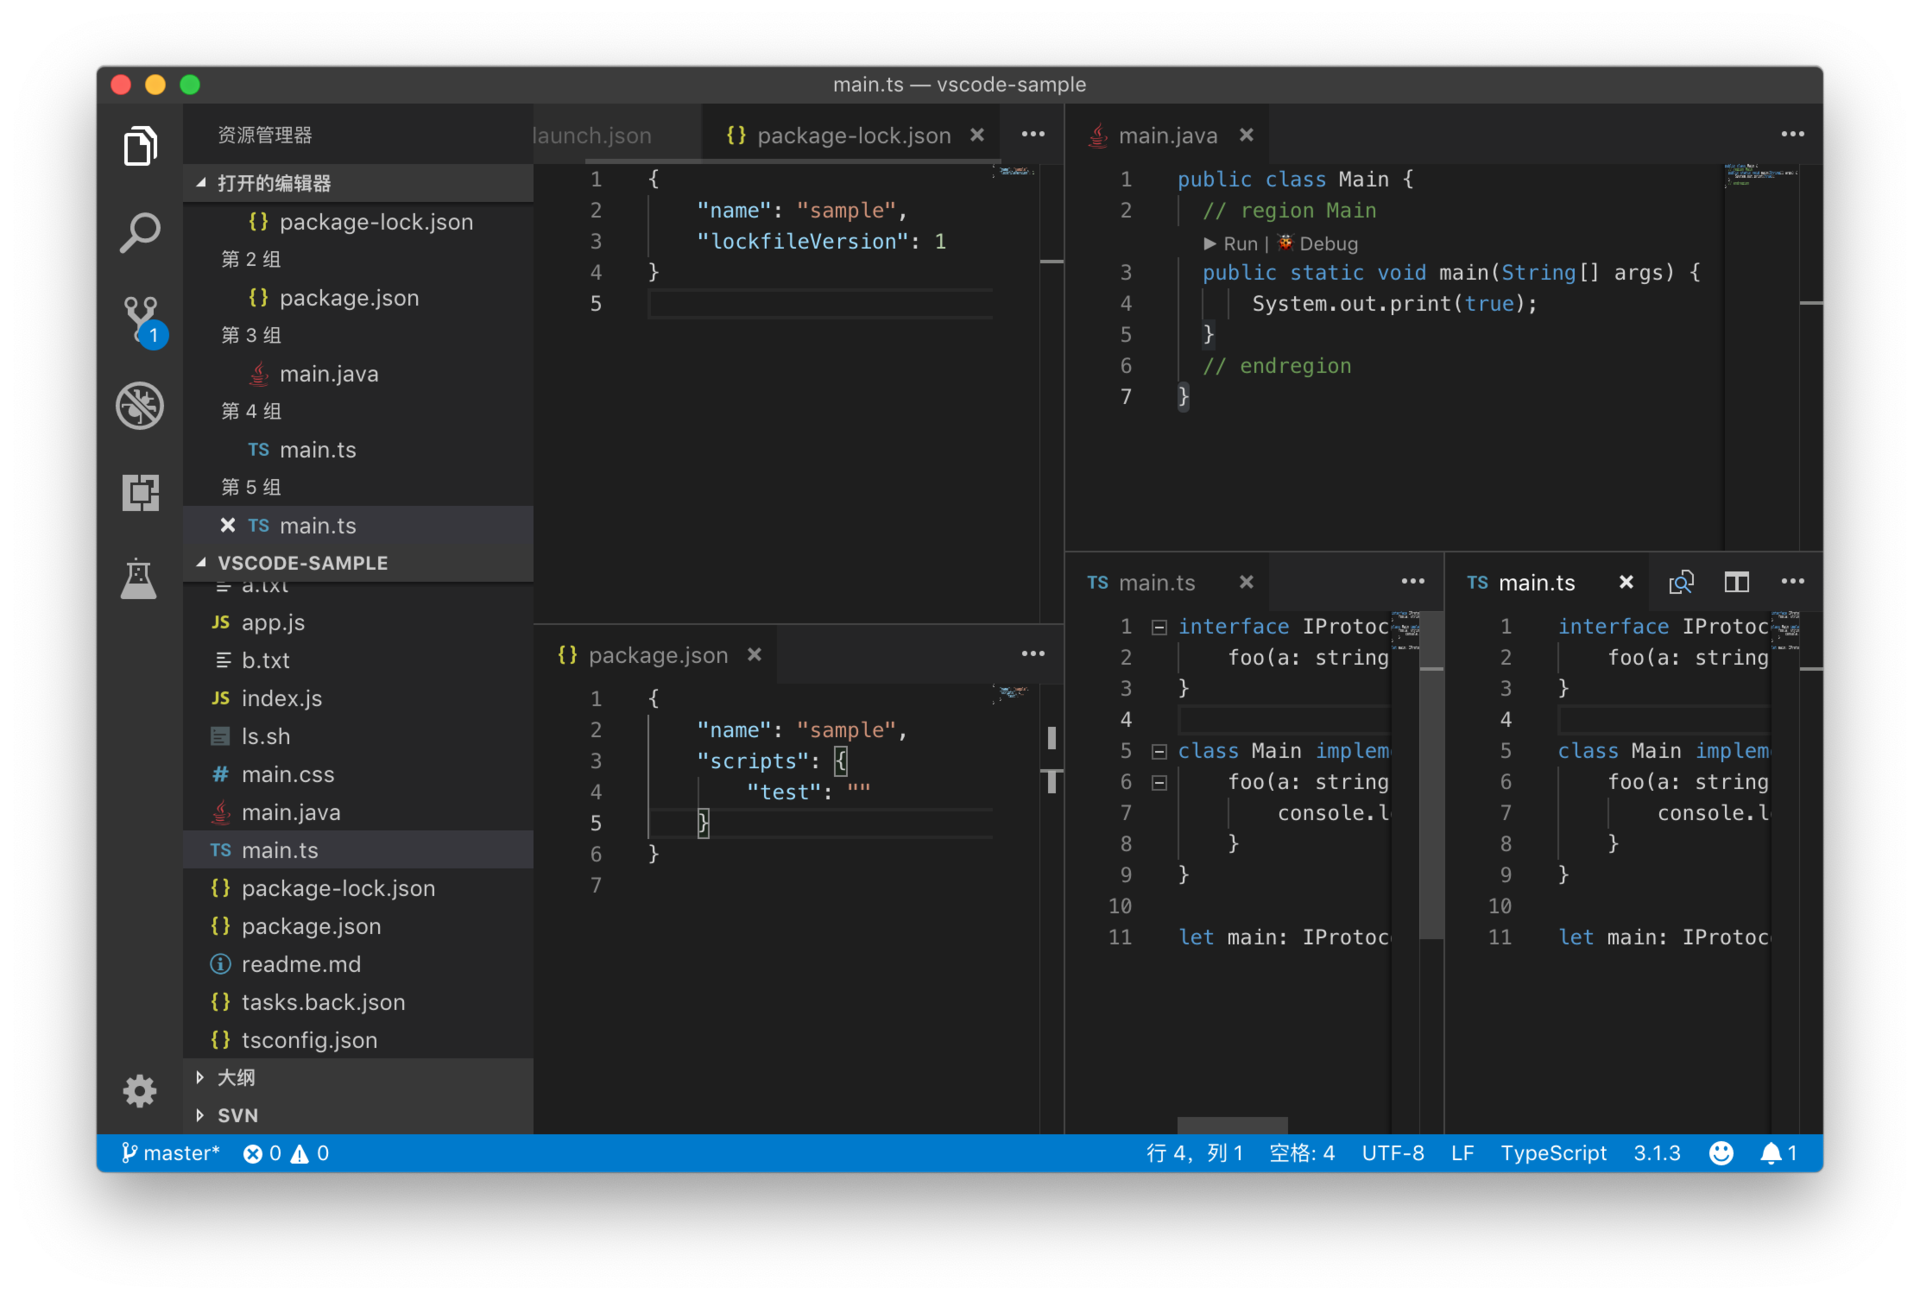 main.ts — vscode-sample
资源管理器
打开的编辑器
{} package-lock.json
第 2 组
{} package.json
第 3 组
main.java
第 4 组
TS main.ts
第 5 组
TS main.ts
VSCODE-SAMPLE
a.txt
JS app.js
b.txt
JS index.js
ls.sh
# main.css
main.java
TS main.ts
{} package-lock.json
{} package.json
readme.md
{} tasks.back.json
{} tsconfig.json
大纲
SVN
1
launch.json
{} package-lock.json
1 {
2 "name": "sample",
3 "lockfileVersion": 1
4 }
5
{} package.json
1 {
2 "name": "sample",
3 "scripts": {
4 "test": ""
5 }
6 }
7
main.java
1 public class Main {
2 // region Main
Run | Debug
3 public static void main(String[] args) {
4 System.out.print(true);
5 }
6 // endregion
7 }
TS main.ts
1 interface IProtoc
2 foo(a: string
3 }
4
5 class Main implem
6 foo(a: string
7 console.l
8 }
9 }
10
11 let main: IProtoc
TS main.ts
1 interface IProtoc
2 foo(a: string
3 }
4
5 class Main implem
6 foo(a: string
7 console.l
8 }
9 }
10
11 let main: IProtoc
master* 0 0 行 4，列 1 空格: 4 UTF-8 LF TypeScript 3.1.3 1